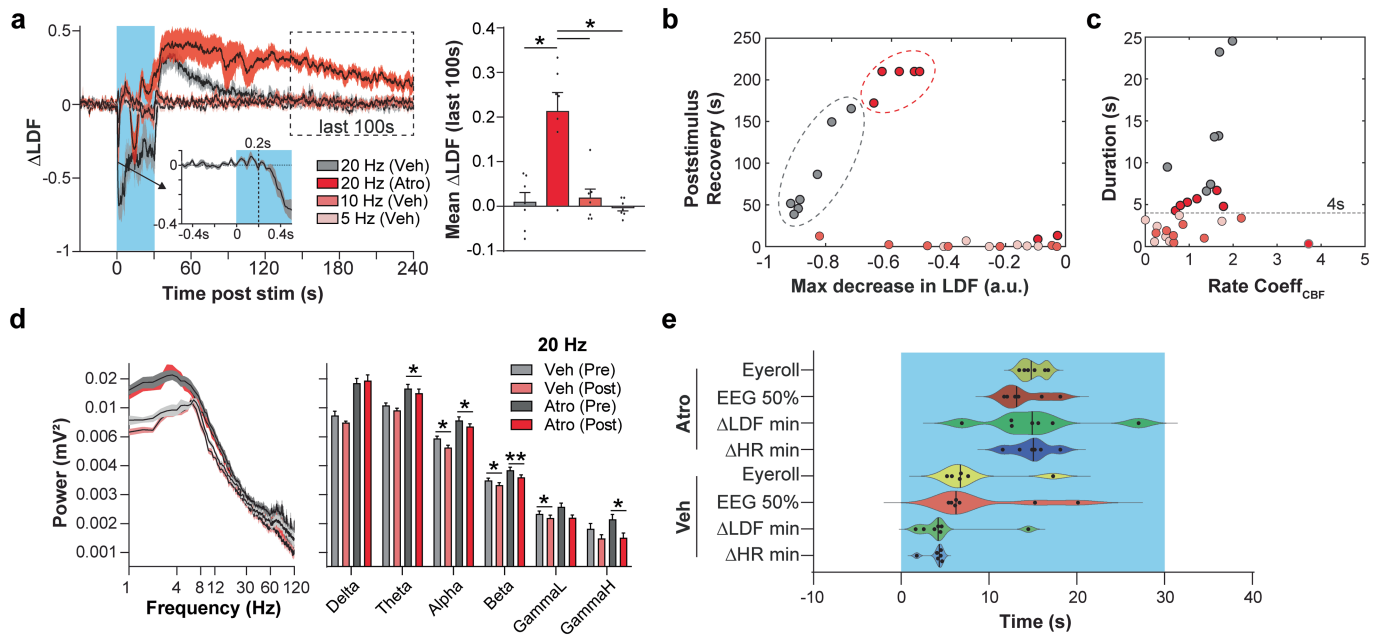 a
0.5
0
-0.5
-1
ΔLDF
last 100s
0.2s
0
-0.4
-0.4s
0
0.4s
20 Hz (Veh)
20 Hz (Atro)
10 Hz (Veh)
5 Hz (Veh)
0
60
120
180
240
Time post stim (s)
0.4
0.3
0.2
0.1
0.0
-0.1
Mean ΔLDF (last 100s)
*
*
b
250
200
150
100
50
0
Poststimulus
Recovery (s)
-1
-0.8
-0.6
-0.4
-0.2
0
Max decrease in LDF (a.u.)
c
25
20
15
10
5
0
Duration (s)
4s
0
1
2
3
4
5
Rate Coeff_CBF
d
0.02
0.01
0.006
0.004
0.003
0.002
0.001
Power (mV²)
1
4
8
12
30
60
120
Frequency (Hz)
20 Hz
Veh (Pre)
Veh (Post)
Atro (Pre)
Atro (Post)
*
*
*
*
**
*
*
Delta
Theta
Alpha
Beta
GammaL
GammaH
e
Atro
Eyeroll
EEG 50%
ΔLDF min
ΔHR min
Veh
Eyeroll
EEG 50%
ΔLDF min
ΔHR min
-10
0
10
20
30
40
Time (s)